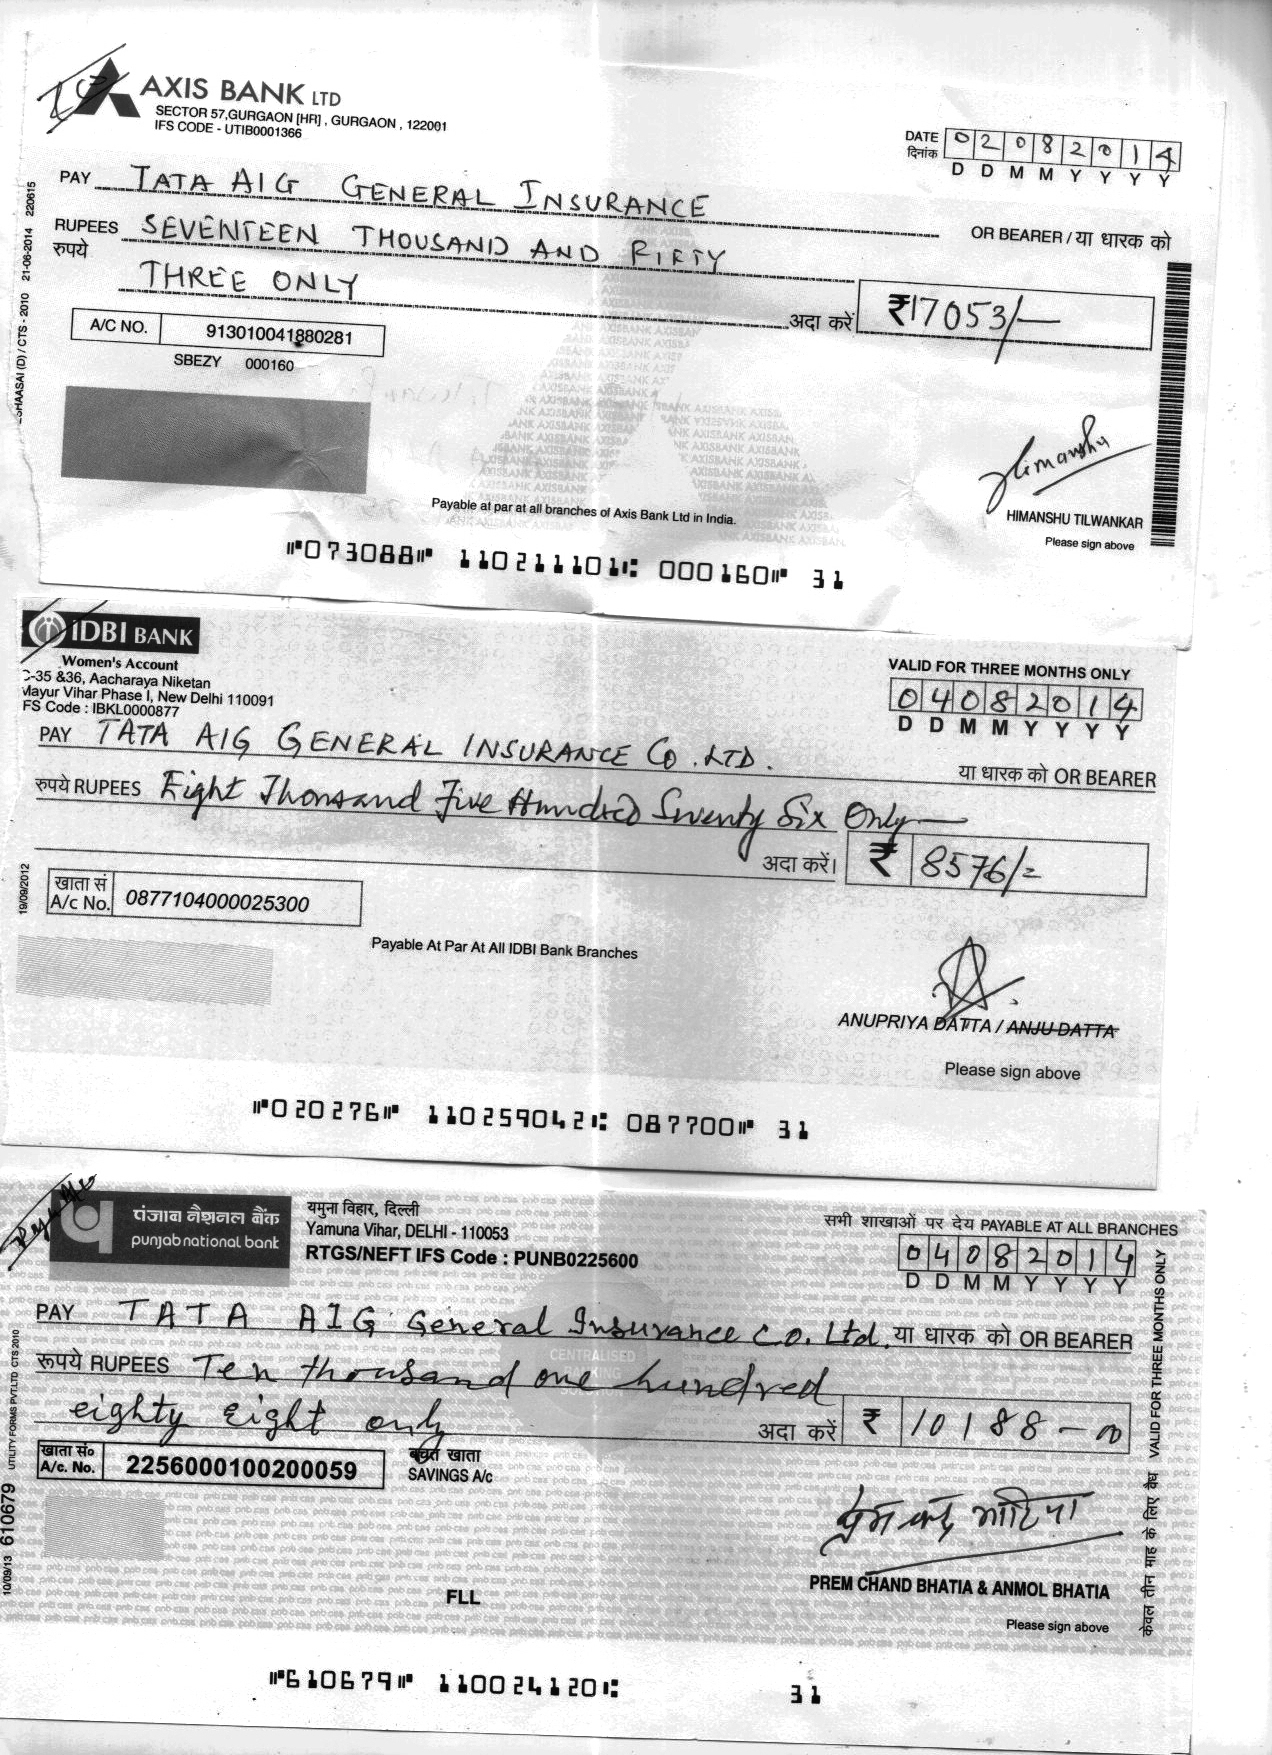 AXIS BANK LTD
SECTOR 57,GURGAON [HR] , GURGAON , 122001
IFS CODE - UTIB0001366
DATE 02082014
दिनांक D D M M Y Y Y Y
PAY TATA AIG GENERAL INSURANCE
OR BEARER / या धारक को
RUPEES SEVENTEEN THOUSAND AND FIFTY
रुपये THREE ONLY
अदा करें ₹17053/-
A/C NO. 913010041880281
SBEZY 000160
/ CTS - 2010 21-06-2014 220615
Payable at par at all branches of Axis Bank Ltd in India.
Himanshu
HIMANSHU TILWANKAR
Please sign above
⑈073088⑈ 110211101⑆ 000160⑈ 31
IDBI BANK
Women's Account
C-35 &36, Aacharaya Niketan
Mayur Vihar Phase I, New Delhi 110091
FS Code : IBKL0000877
VALID FOR THREE MONTHS ONLY
04082014
D D M M Y Y Y Y
PAY TATA AIG GENERAL INSURANCE CO. LTD.
या धारक को OR BEARER
रुपये RUPEES Eight Thousand Five Hundred Seventy Six Only
अदा करें। ₹ 8576/=
19/09/2012
खाता सं
A/c No. 0877104000025300
Payable At Par At All IDBI Bank Branches
ANUPRIYA DATTA / ANJU DATTA
Please sign above
⑈020276⑈ 110259042⑆ 087700⑈ 31
पंजाब नैशनल बैंक
punjab national bank
यमुना विहार, दिल्ली
Yamuna Vihar, DELHI - 110053
RTGS/NEFT IFS Code : PUNB0225600
सभी शाखाओं पर देय PAYABLE AT ALL BRANCHES
04082014
D D M M Y Y Y Y
PAY TATA AIG General Insurance Co. Ltd. या धारक को OR BEARER
रूपये RUPEES Ten thousand one hundred
eighty eight only
अदा करें ₹ 10188-00
CENTRALISED
खाता सं०
A/c. No. 2256000100200059
बचत खाता
SAVINGS A/c
UTILITY FORMS PVT.LTD CTS 2010
10/09/13 610679
केवल तीन माह के लिए वैध VALID FOR THREE MONTHS ONLY
प्रेम चन्द भाटिया
FLL
PREM CHAND BHATIA & ANMOL BHATIA
Please sign above
⑈610679⑈ 110024120⑆ 31